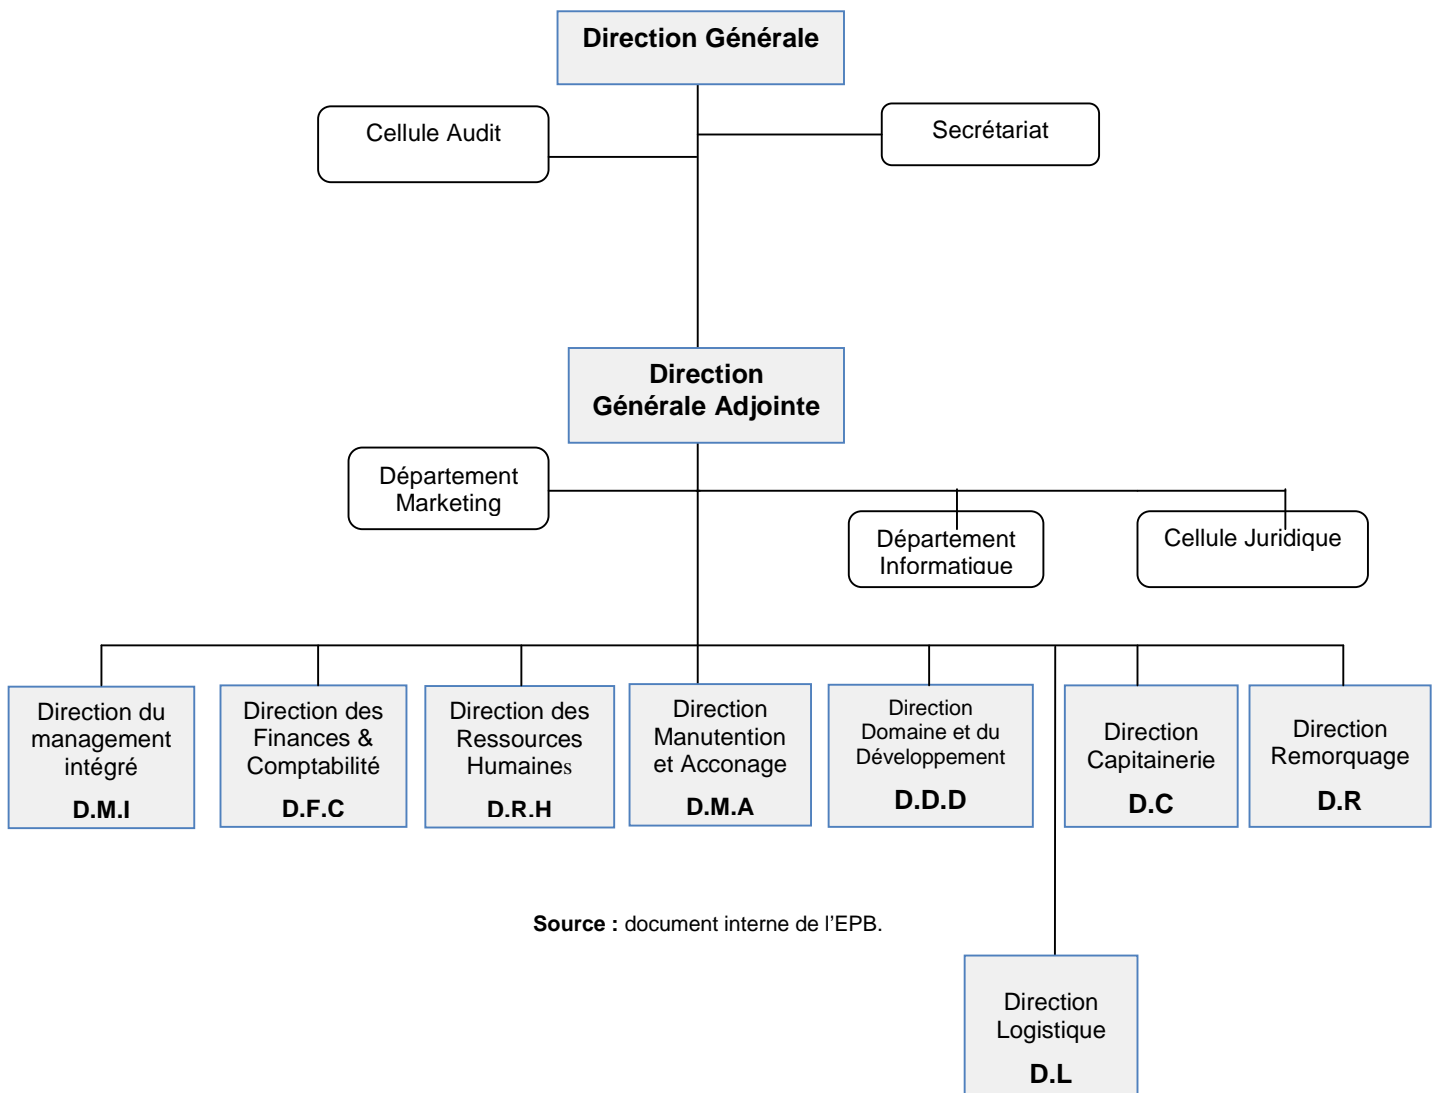 Direction Générale
Cellule Audit
Secrétariat
Direction
Générale Adjointe
Département
Marketing
Département
Informatique
Cellule Juridique
Direction du
management
intégré
D.M.I
Direction des
Finances &
Comptabilité
D.F.C
Direction des
Ressources
Humaines
D.R.H
Direction
Manutention
et Acconage
D.M.A
Direction
Domaine et du
Développement
D.D.D
Direction
Capitainerie
D.C
Direction
Remorquage
D.R
Source : document interne de l’EPB.
Direction
Logistique
D.L